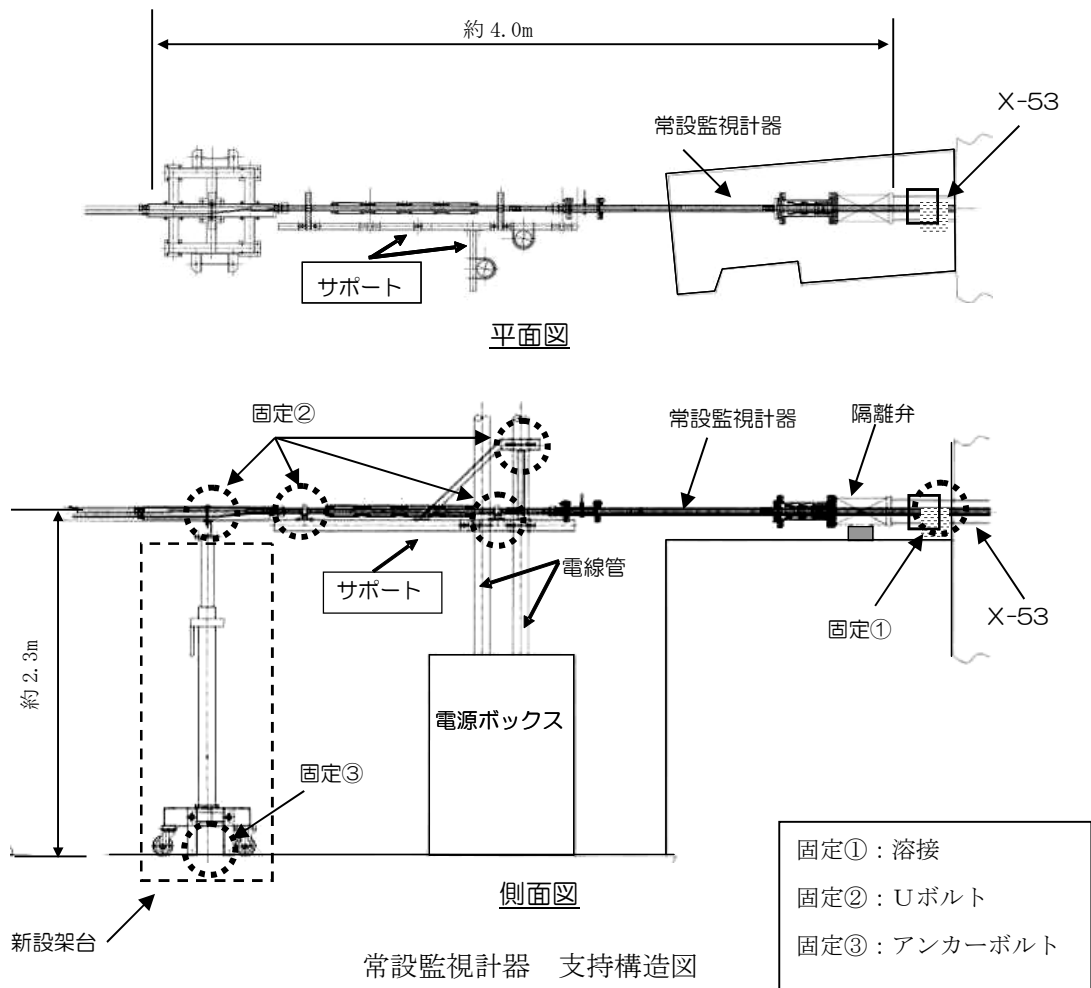 約4.0m
X-53
常設監視計器
サポート
平面図
固定②
常設監視計器
隔離弁
サポート
電線管
固定①
X-53
約2.3m
電源ボックス
固定③
側面図
新設架台
固定①：溶接
固定②：Uボルト
固定③：アンカーボルト
常設監視計器　支持構造図